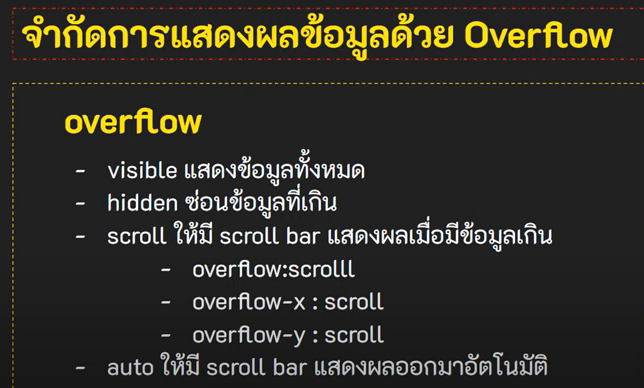 จำกัดการแสดงผลข้อมูลด้วย Overflow
overflow
- visible แสดงข้อมูลทั้งหมด
- hidden ซ่อนข้อมูลที่เกิน
- scroll ให้มี scroll bar แสดงผลเมื่อมีข้อมูลเกิน
- overflow:scrolll
- overflow-x : scroll
- overflow-y : scroll
- auto ให้มี scroll bar แสดงผลออกมาอัตโนมัติ